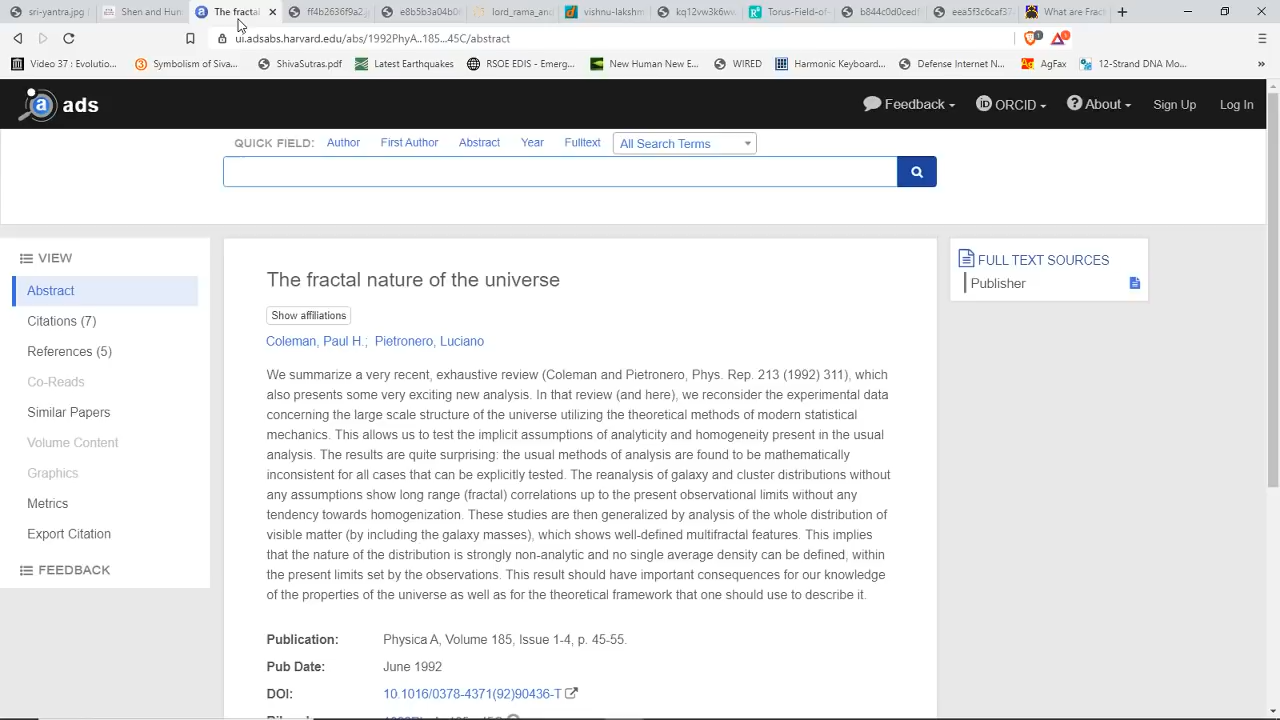 sri-yantra.jpg (
Shen and Hun
The fractal
ff4b2636f9a2
e8b5b3a04b0
lord_rama_and
vishnu-lakshm
kq12vw3k6w
Torus-Field-of-
b844c0d0cedf
eea5f3c6caf37
What are Frac
ui.adsabs.harvard.edu/abs/1992PhyA..185...45C/abstract
1
1
Video 37 : Evolutio...
Symbolism of Siva...
ShivaSutras.pdf
Latest Earthquakes
RSOE EDIS - Emerg...
New Human New E...
WIRED
Harmonic Keyboard...
Defense Internet N...
AgFax
12-Strand DNA Mo...
»
a ads
Feedback
iD ORCID
About
Sign Up
Log In
QUICK FIELD: Author First Author Abstract Year Fulltext All Search Terms
VIEW
Abstract
Citations (7)
References (5)
Co-Reads
Similar Papers
Volume Content
Graphics
Metrics
Export Citation
FEEDBACK
The fractal nature of the universe
Show affiliations
Coleman, Paul H.; Pietronero, Luciano
We summarize a very recent, exhaustive review (Coleman and Pietronero, Phys. Rep. 213 (1992) 311), which
also presents some very exciting new analysis. In that review (and here), we reconsider the experimental data
concerning the large scale structure of the universe utilizing the theoretical methods of modern statistical
mechanics. This allows us to test the implicit assumptions of analyticity and homogeneity present in the usual
analysis. The results are quite surprising: the usual methods of analysis are found to be mathematically
inconsistent for all cases that can be explicitly tested. The reanalysis of galaxy and cluster distributions without
any assumptions show long range (fractal) correlations up to the present observational limits without any
tendency towards homogenization. These studies are then generalized by analysis of the whole distribution of
visible matter (by including the galaxy masses), which shows well-defined multifractal features. This implies
that the nature of the distribution is strongly non-analytic and no single average density can be defined, within
the present limits set by the observations. This result should have important consequences for our knowledge
of the properties of the universe as well as for the theoretical framework that one should use to describe it.
Publication: Physica A, Volume 185, Issue 1-4, p. 45-55.
Pub Date: June 1992
DOI: 10.1016/0378-4371(92)90436-T
FULL TEXT SOURCES
Publisher